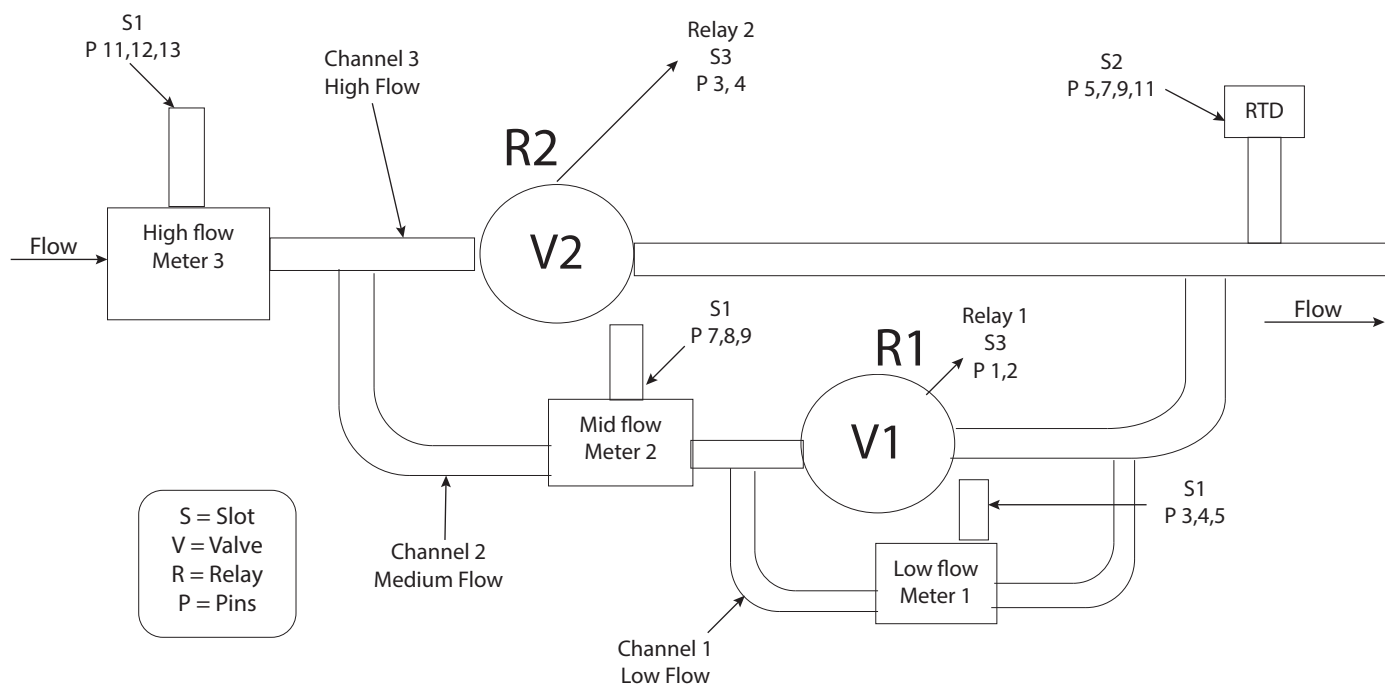 S1
P 11,12,13
Channel 3
High Flow
Relay 2
S3
P 3, 4
S2
P 5,7,9,11
RTD
R2
High flow
Meter 3
Flow
V2
Flow
S1
P 7,8,9
R1
Relay 1
S3
P 1,2
Mid flow
Meter 2
V1
S1
P 3,4,5
S = Slot
V = Valve
R = Relay
P = Pins
Channel 2
Medium Flow
Low flow
Meter 1
Channel 1
Low Flow